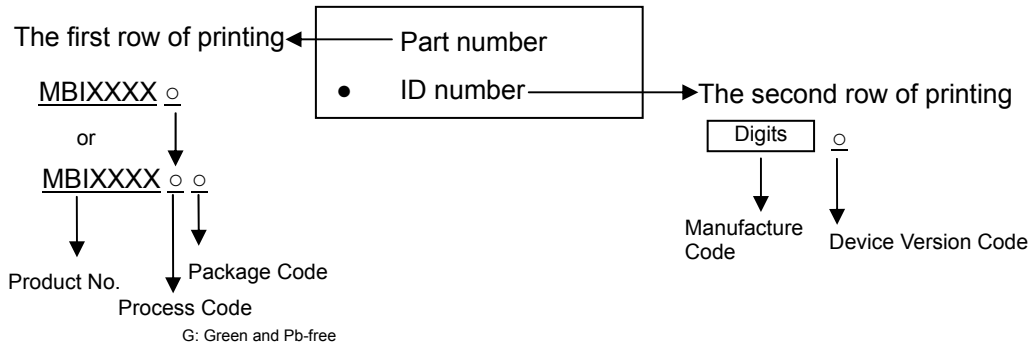 The first row of printing
Part number
● ID number
The second row of printing
MBIXXXX ○
or
MBIXXXX ○ ○
Digits ○
Manufacture
Code
Device Version Code
Product No.
Package Code
Process Code
G: Green and Pb-free